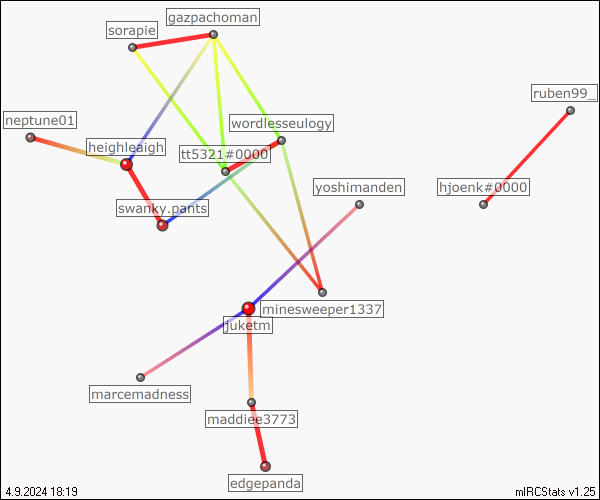 gazpachoman
sorapie
ruben99_
neptune01
wordlesseulogy
heighleaigh
tt5321#0000
yoshimanden
hjoenk#0000
swanky.pants
minesweeper1337
juketm
marcemadness
maddiee3773
edgepanda
4.9.2024 18:19
mIRCStats v1.25